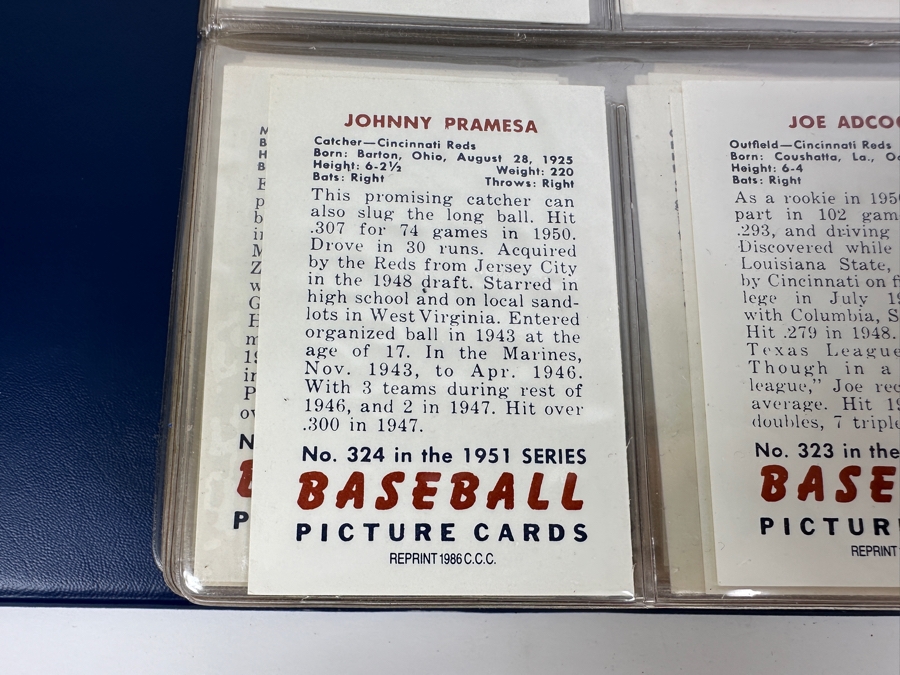 JOHNNY PRAMESA
Catcher—Cincinnati Reds
Born: Barton, Ohio, August 28, 1925
Height: 6-2½ Weight: 220
Bats: Right Throws: Right
This promising catcher can
also slug the long ball. Hit
.307 for 74 games in 1950.
Drove in 30 runs. Acquired
by the Reds from Jersey City
in the 1948 draft. Starred in
high school and on local sand-
lots in West Virginia. Entered
organized ball in 1943 at the
age of 17. In the Marines,
Nov. 1943, to Apr. 1946.
With 3 teams during rest of
1946, and 2 in 1947. Hit over
.300 in 1947.
No. 324 in the 1951 SERIES
BASEBALL
PICTURE CARDS
REPRINT 1986 C.C.C.
JOE ADCO
Outfield—Cincinnati Reds
Born: Coushatta, La., O
Height: 6-4
Bats: Right
As a rookie in 195
part in 102 gam
.293, and driving
Discovered while
Louisiana State,
by Cincinnati on f
lege in July 1
with Columbia, S
Hit .279 in 1948.
Texas League
Though in a
league," Joe rec
average. Hit 1
doubles, 7 triple
No. 323 in the
BASE
PICTUR
REPRINT